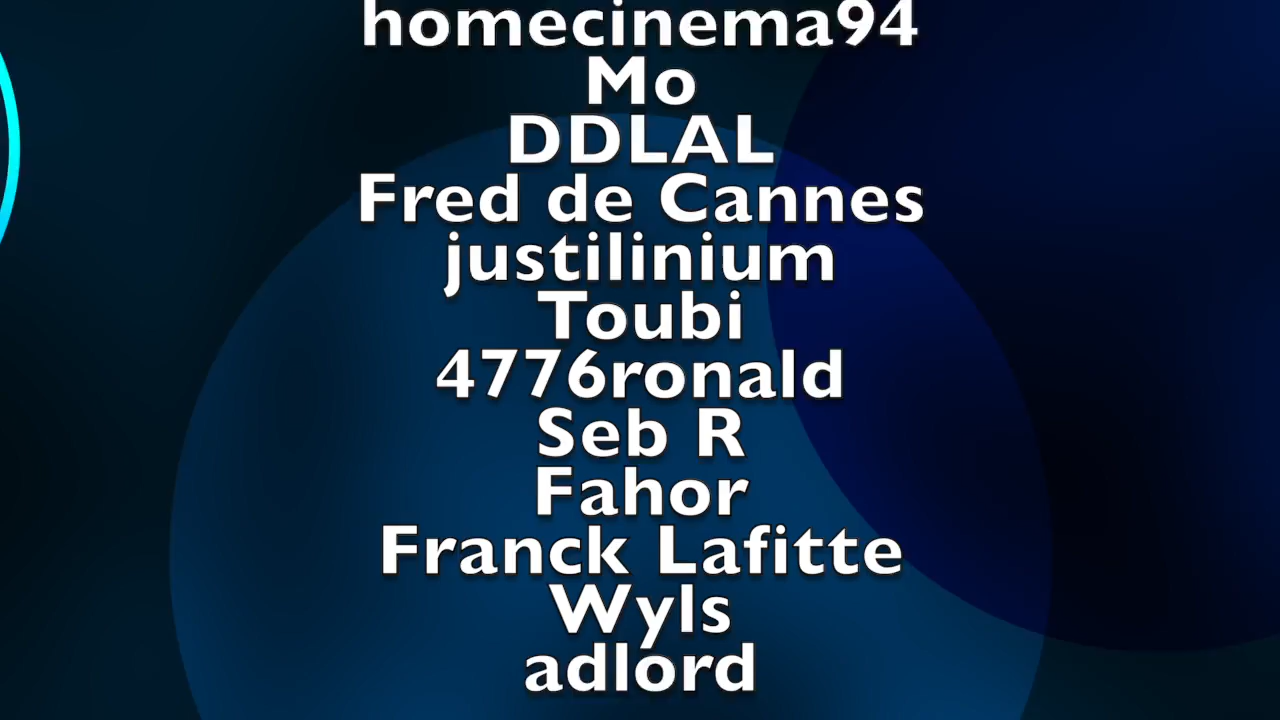 homecinema94
Mo
DDLAL
Fred de Cannes
justilinium
Toubi
4776ronald
Seb R
Fahor
Franck Lafitte
Wyls
adlord